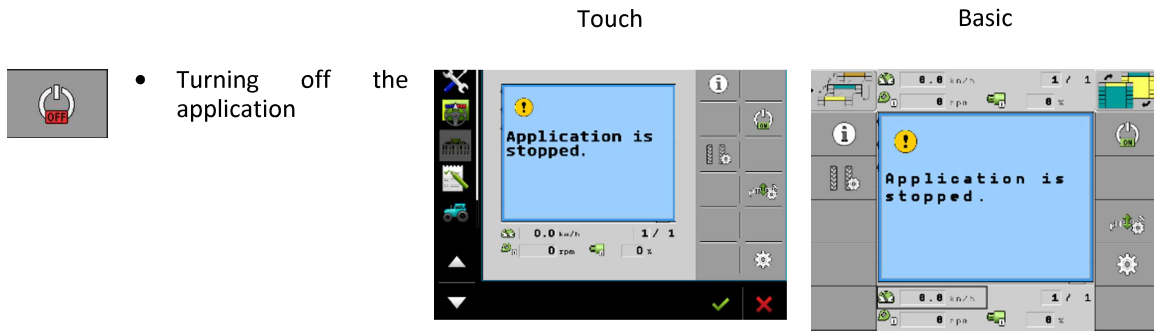 Touch
Basic
OFF
• Turning off the
application
Application is
stopped.
ON
0.0 km/h 1 / 1
0 rpm 0 %
0.0 km/h 1 / 1
0 rpm 0 %
ON
Application is
stopped.
0.0 km/h 1 / 1
0 rpm 0 %